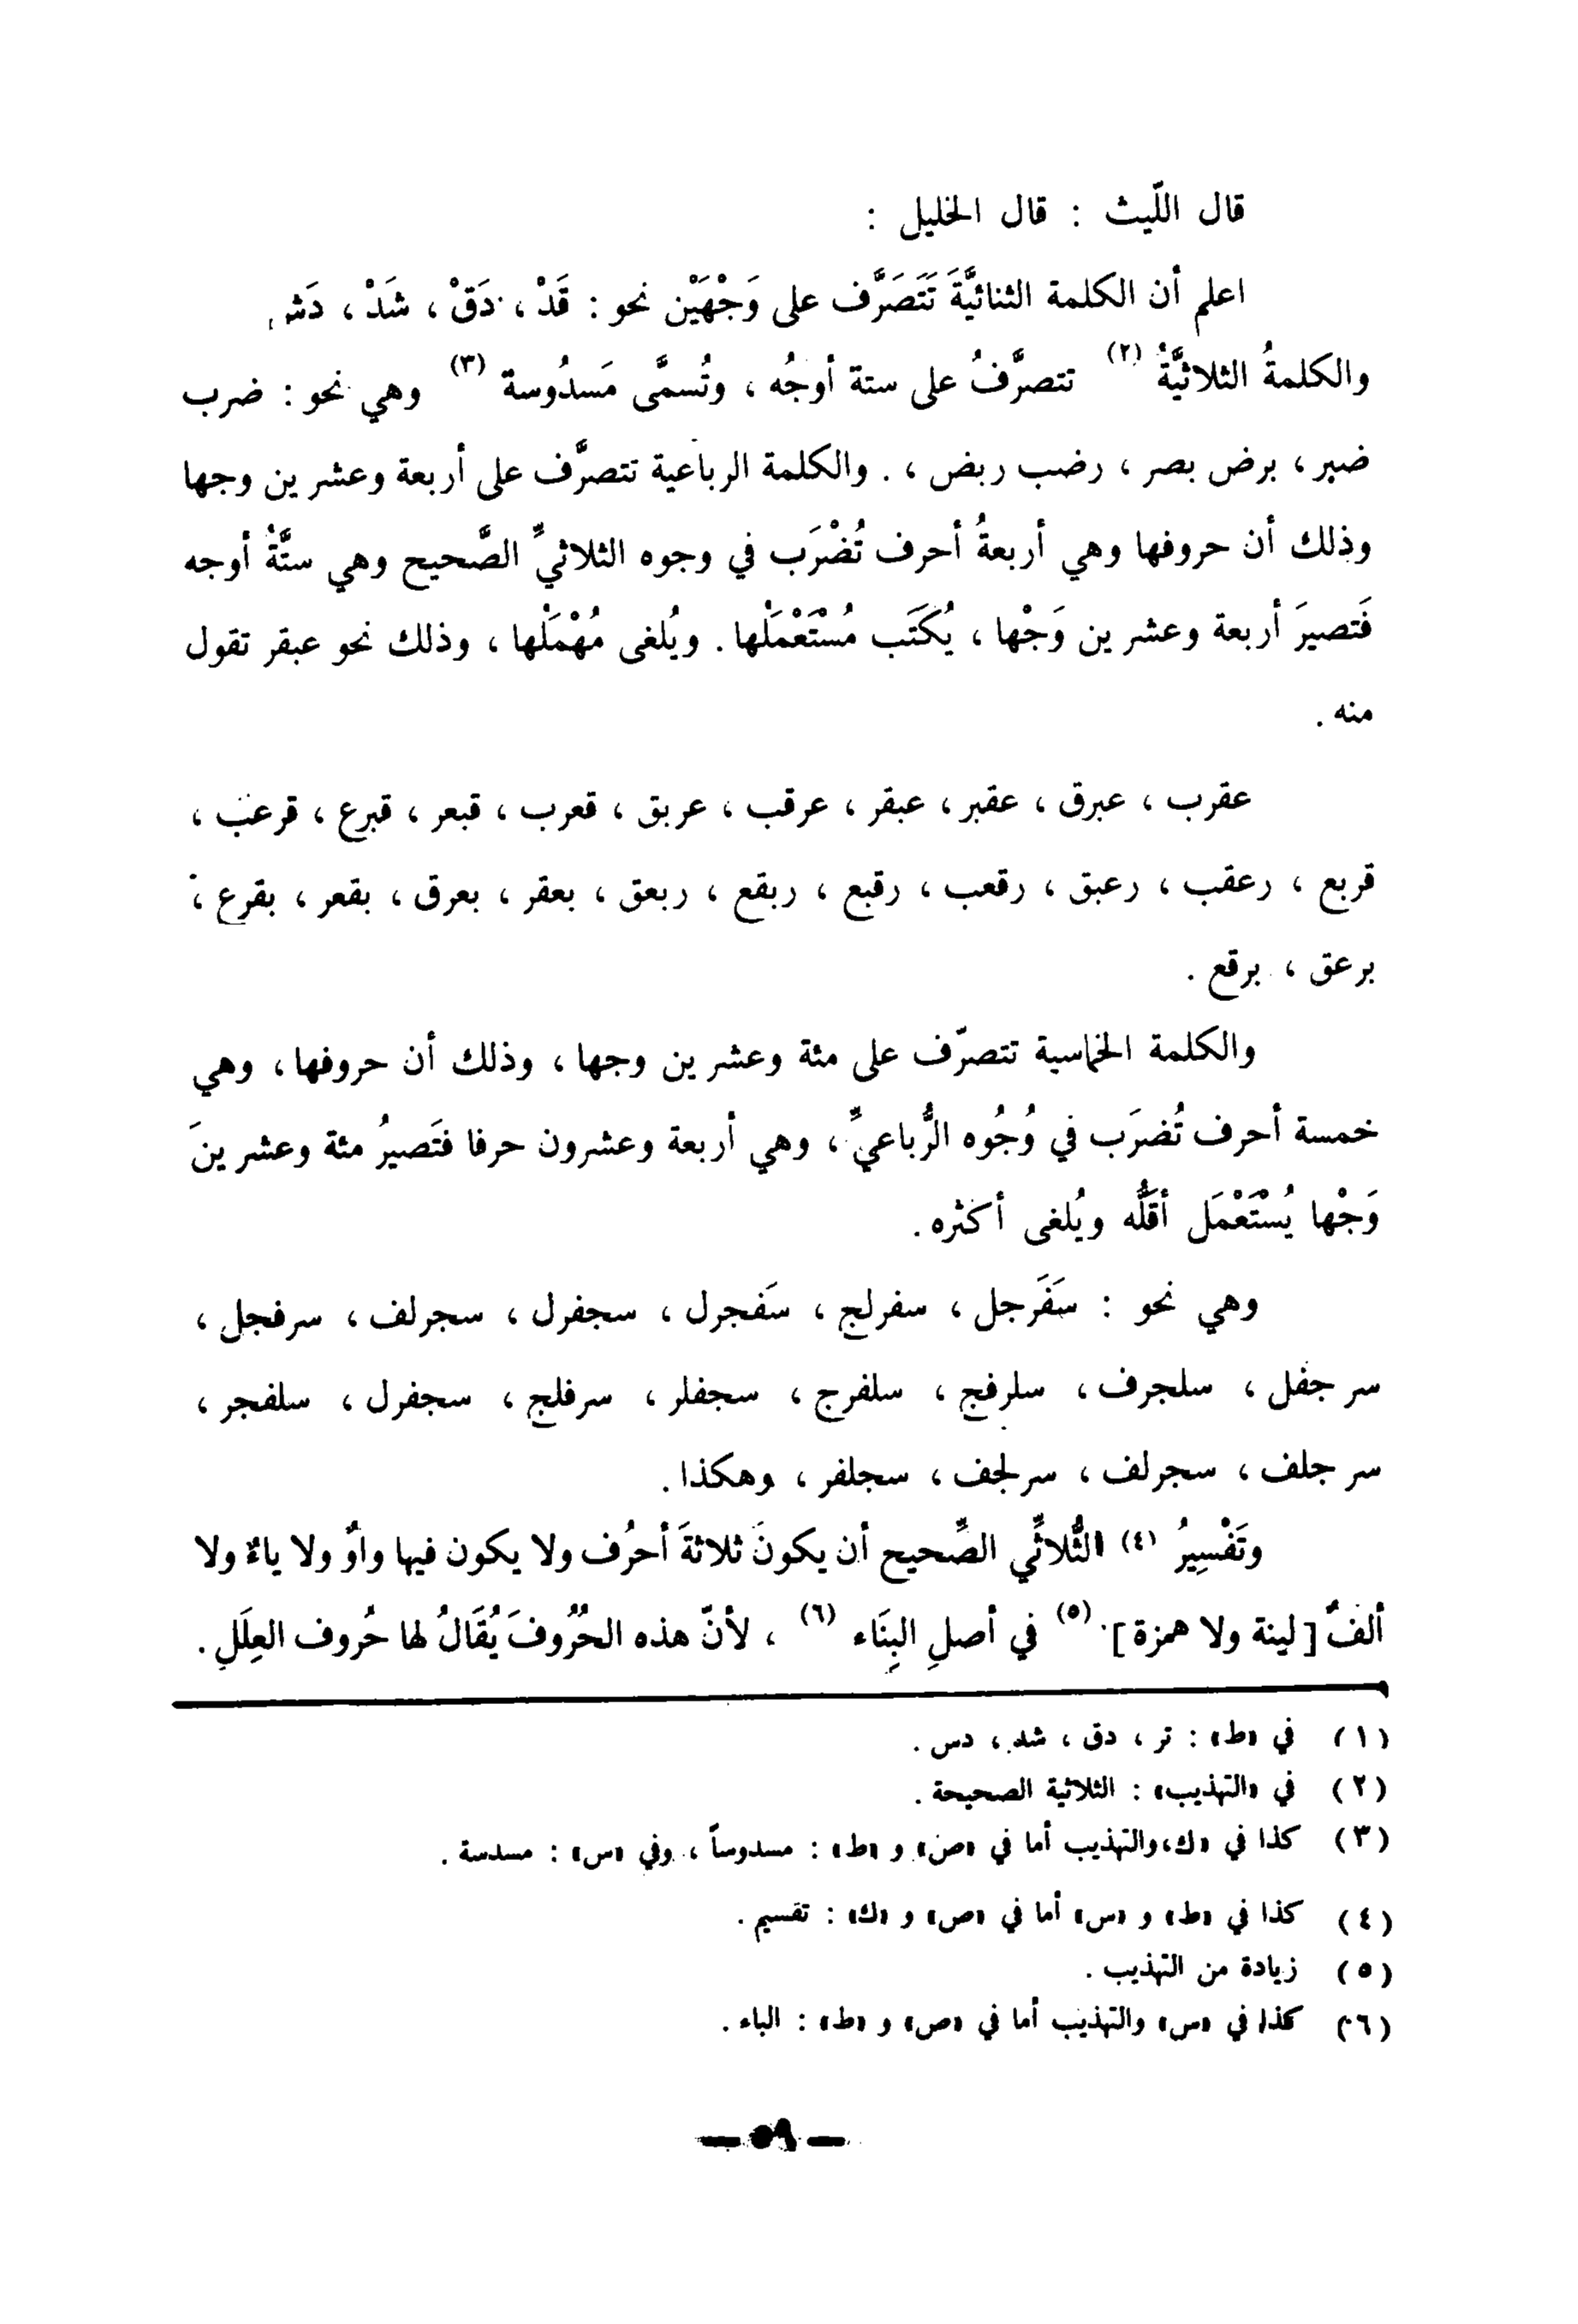 قال اللّيث : قال الخليل :
اعلم أن الكلمة الثنائيَّةَ تَتَصَرَّف على وَجْهَيْن نحو : قَدْ ، دَقْ ، شَدْ ، دَش
والكلمةُ الثلاثيَّةُ (٢) تتصرَّفُ على ستة أوجُه ، وتُسمَّى مَسدُوسة (٣) وهي نحو : ضرب
ضبر ، برض بصر ، رضب ربض ، . والكلمة الرباعية تتصرَّف على أربعة وعشرين وجها
وذلك أن حروفها وهي أربعةُ أحرف تُضْرَب في وجوه الثلاثيِّ الصَّحيح وهي ستَّةُ أوجه
فَتصيرَ أربعة وعشرين وَجْها ، يُكَتَب مُسْتَعْمَلْها . ويُلغى مُهْمَلْها ، وذلك نحو عبقر تقول
منه .
عقرب ، عبرق ، عقبر ، عبقر ، عرقب ، عربق ، قعرب ، قبعر ، قبرع ، قرعب ،
قربع ، رعقب ، رعبق ، رقعب ، رقبع ، ربقع ، ربعق ، بعقر ، بعرق ، بقعر ، بقرع ،
برعق ، برقع .
والكلمة الخماسية تتصرّف على مئة وعشرين وجها ، وذلك أن حروفها ، وهي
خمسة أحرف تُضرَب في وُجُوه الرُّباعيِّ ، وهي أربعة وعشرون حرفا فتَصيرُ مئة وعشرينَ
وَجْها يُسْتَعْمَل أقَلُّه ويُلغى أكثره .
وهي نحو : سَفَرجل ، سفرلج ، سَفجرل ، سجفرل ، سجرلف ، سرفجل ،
سرجفل ، سلجرف ، سلرفج ، سلفرج ، سجفلر ، سرفلج ، سجفرل ، سلفجر ،
سرجلف ، سجرلف ، سرلجف ، سجلفر ، وهكذا .
وتَفْسِيرُ (٤) الثُّلاثِّي الصِّحيح أن يكونَ ثلاثةَ أحرُف ولا يكون فيها واوٌ ولا ياءٌ ولا
ألفٌ [ لينة ولا همزة ] (٥) في أصلِ البِنَاء (٦) ، لأنّ هذه الحُرُوفَ يُقَالُ لها حُروف العِلَلِ .
(١) في «ط» : تر ، دق ، شد ، دس .
(٢) في «التهذيب» : الثلاثية الصحيحة .
(٣) كذا في «ك» والتهذيب أما في «ص» و «ط» : مسدوساً ، وفي «س» : مسدسة .
(٤) كذا في «ط» و «س» أما في «ص» و «ك» : تقسيم .
(٥) زيادة من التهذيب .
(٦) كذا في «س» والتهذيب أما في «ص» و «ط» : الباء .
— ٥٩ —